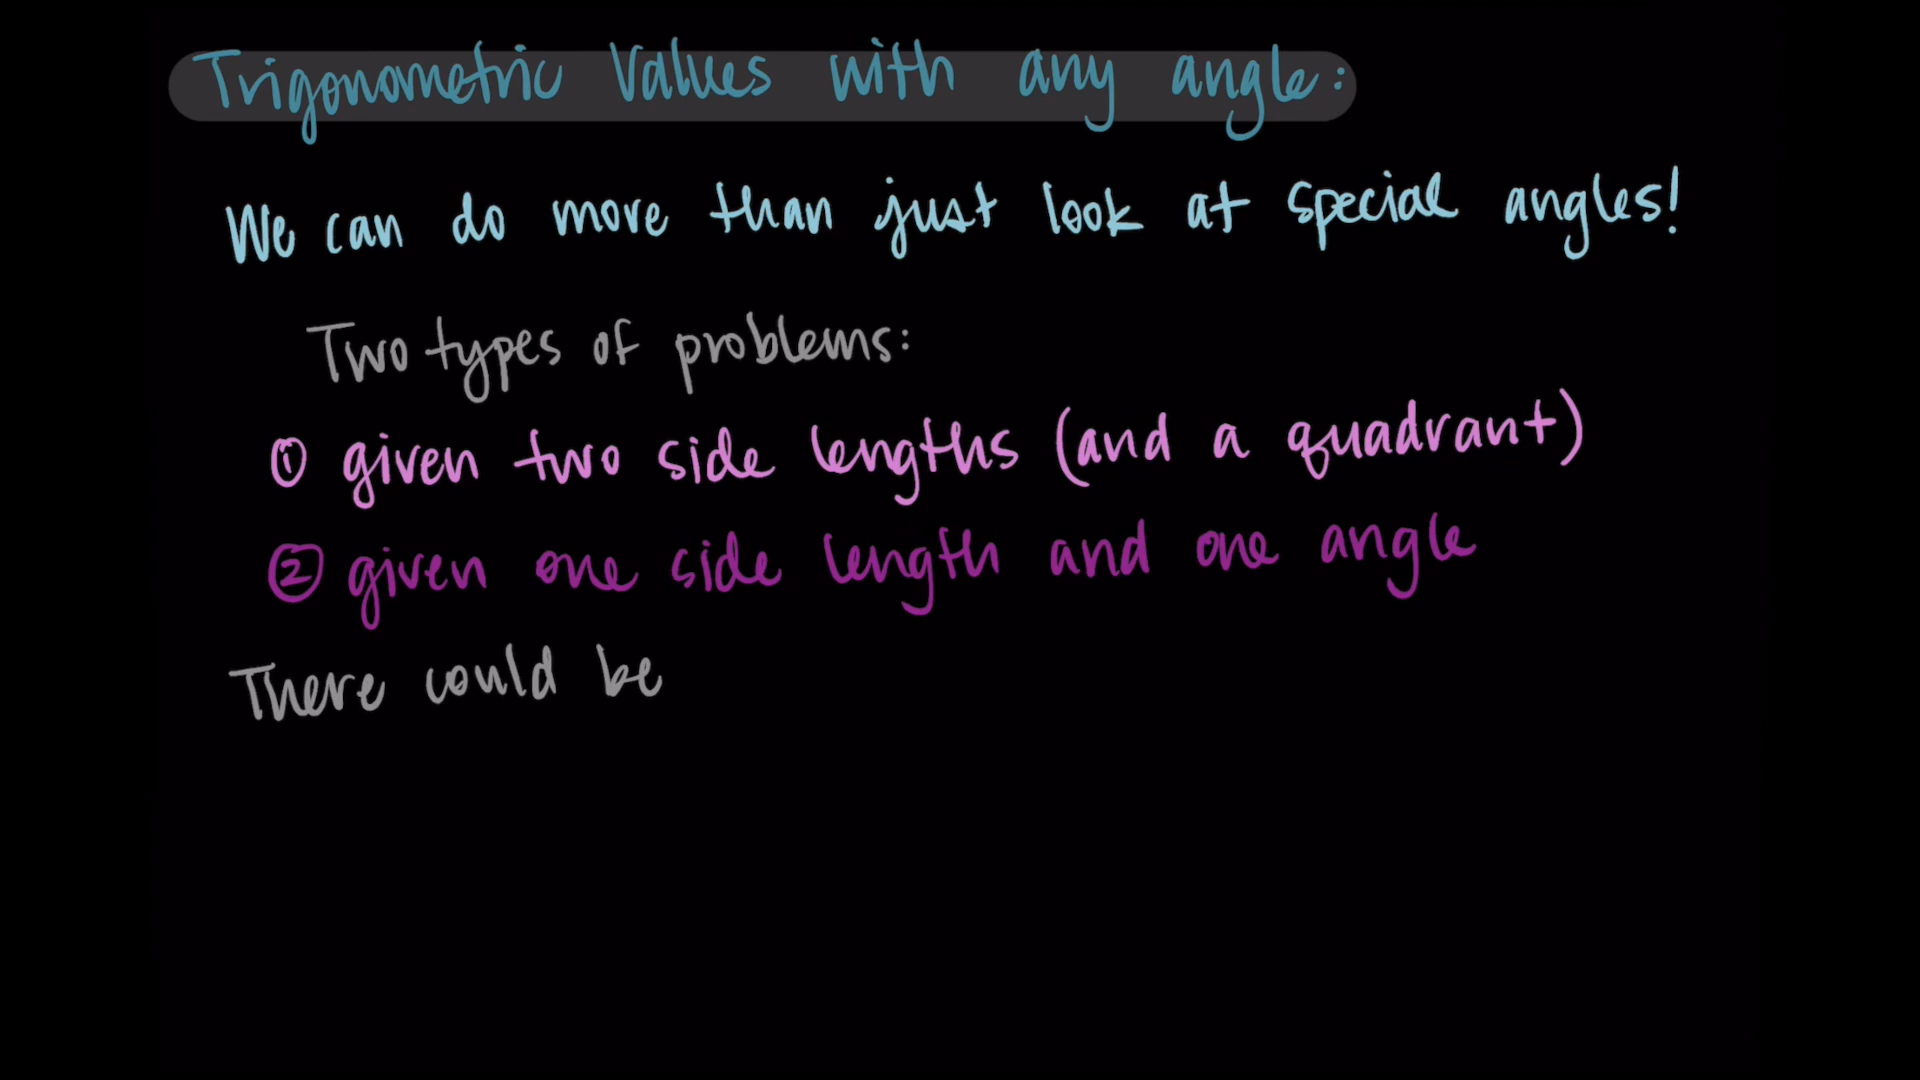 Trigonometric Values with any angle:
We can do more than just look at special angles!
Two types of problems:
① given two side lengths (and a quadrant)
② given one side length and one angle
There could be